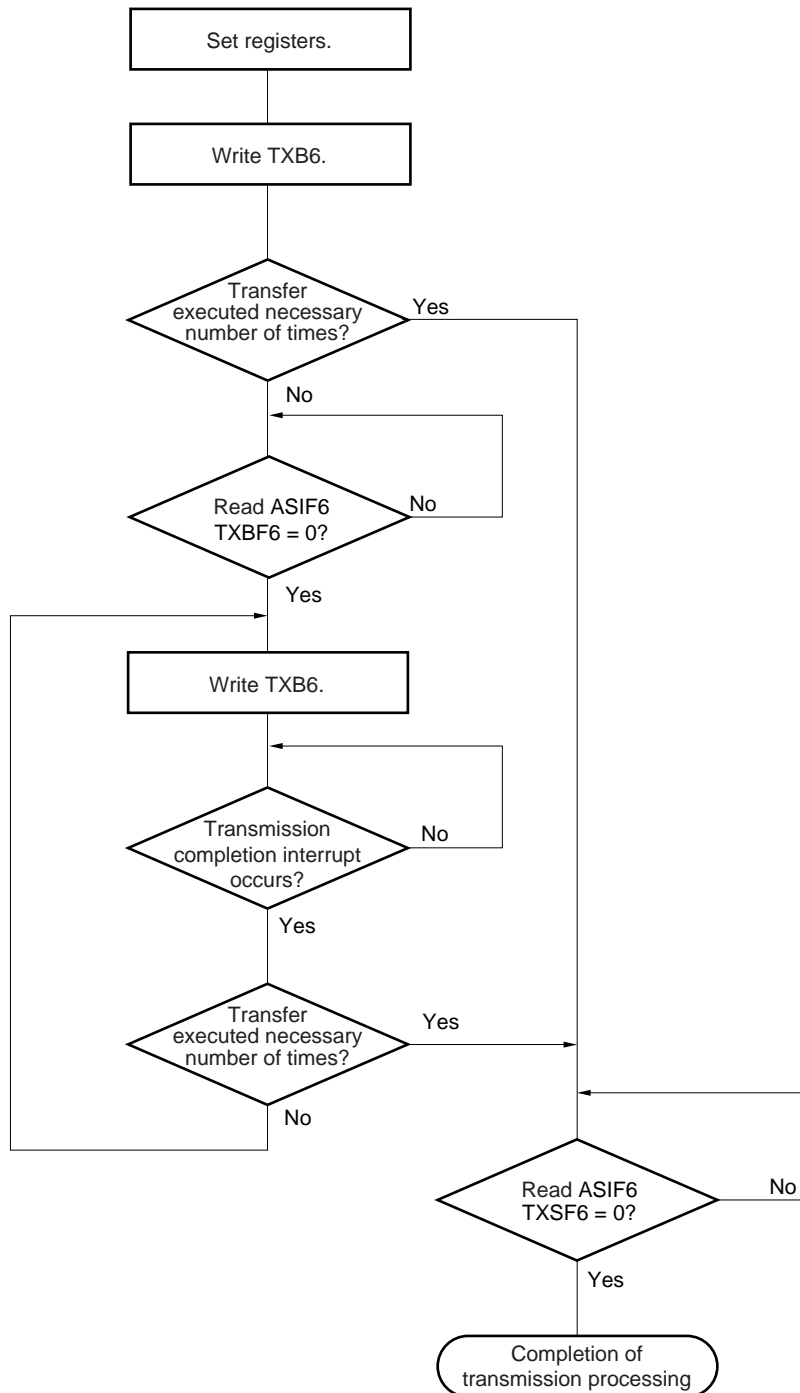 Set registers.
Write TXB6.
Transfer
executed necessary
number of times?
Yes
No
Read ASIF6
TXBF6 = 0?
No
Yes
Write TXB6.
Transmission
completion interrupt
occurs?
No
Yes
Transfer
executed necessary
number of times?
Yes
No
Read ASIF6
TXSF6 = 0?
No
Yes
Completion of
transmission processing